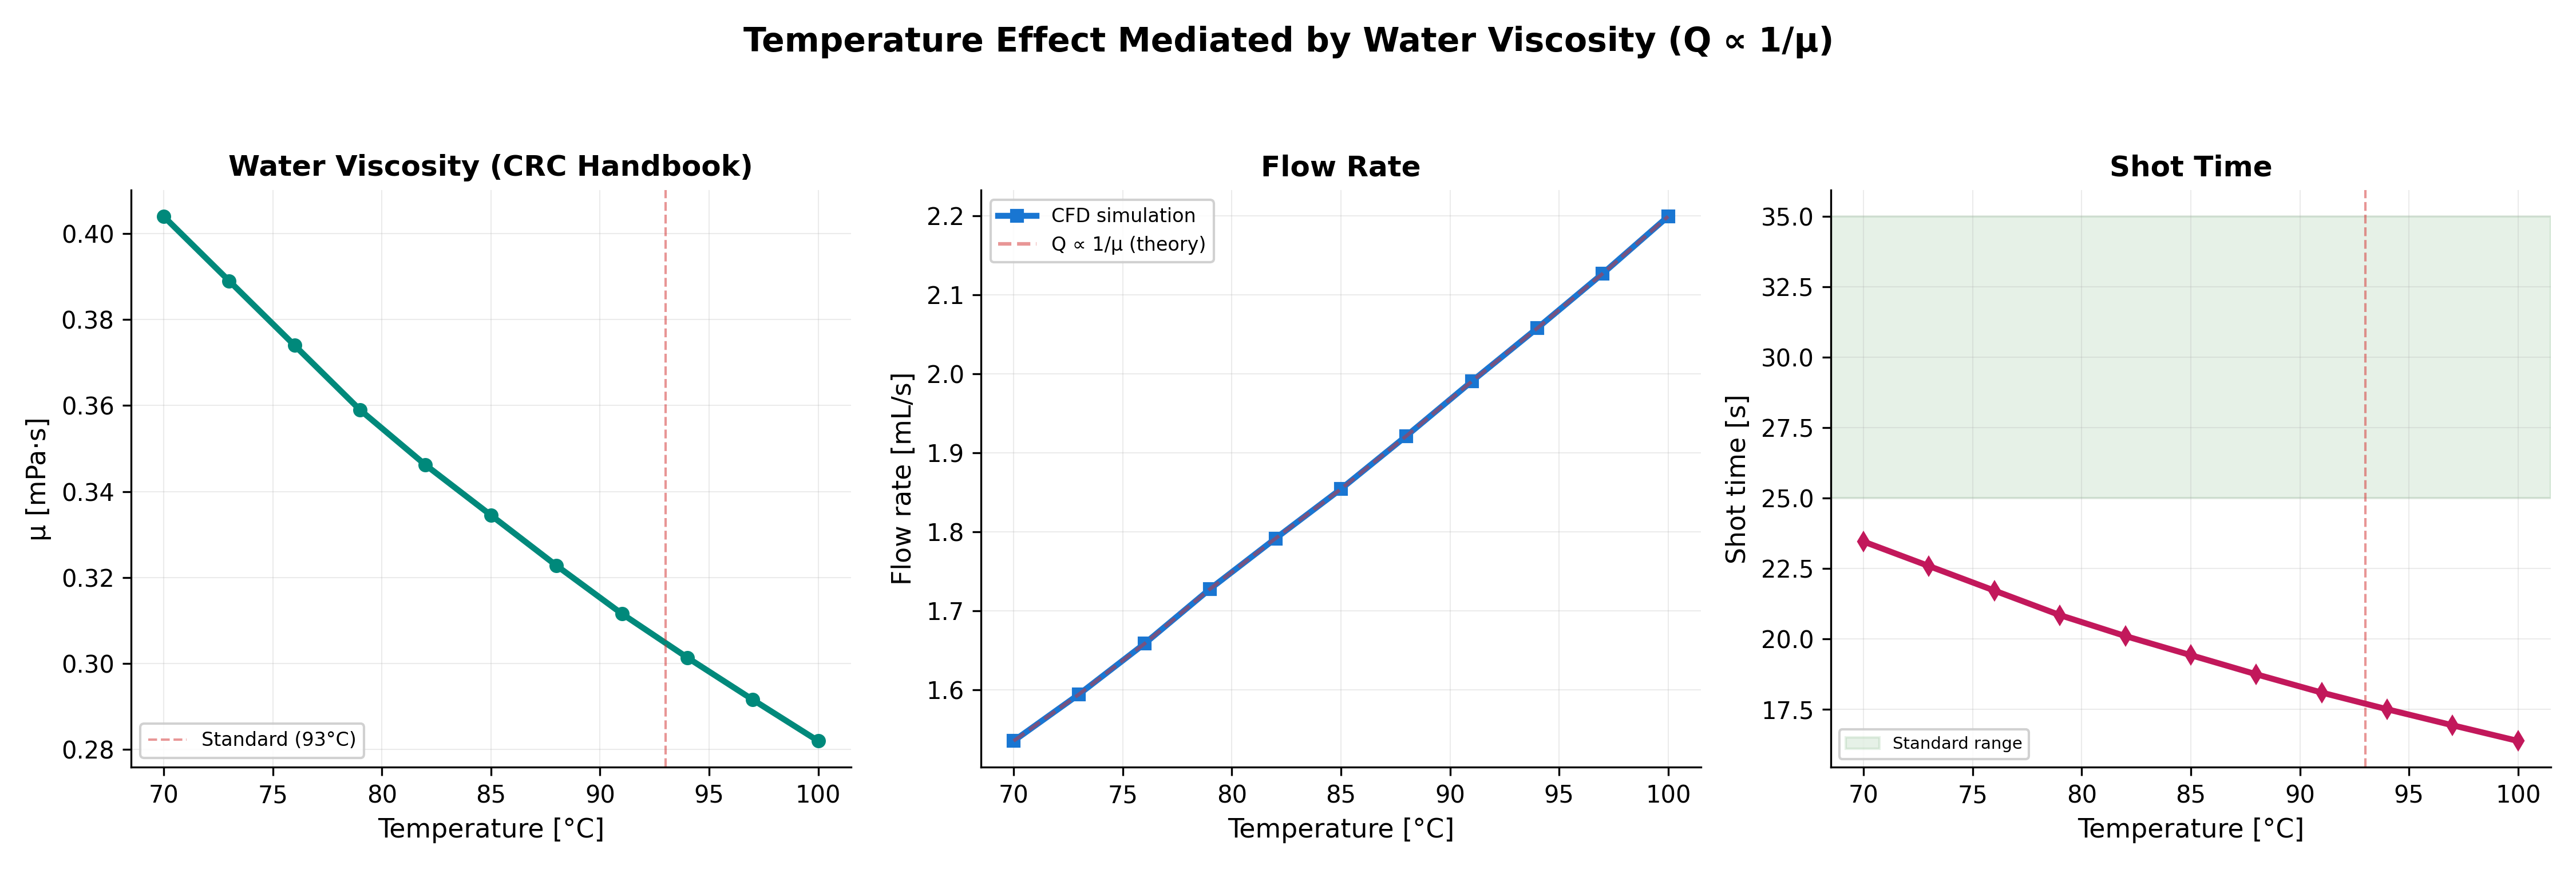 Temperature Effect Mediated by Water Viscosity (Q ∝ 1/μ)
Water Viscosity (CRC Handbook)
μ [mPa·s]
0.40
0.38
0.36
0.34
0.32
0.30
0.28
Standard (93°C)
70 75 80 85 90 95 100
Temperature [°C]
Flow Rate
Flow rate [mL/s]
2.2
2.1
2.0
1.9
1.8
1.7
1.6
CFD simulation
Q ∝ 1/μ (theory)
70 75 80 85 90 95 100
Temperature [°C]
Shot Time
Shot time [s]
35.0
32.5
30.0
27.5
25.0
22.5
20.0
17.5
Standard range
70 75 80 85 90 95 100
Temperature [°C]